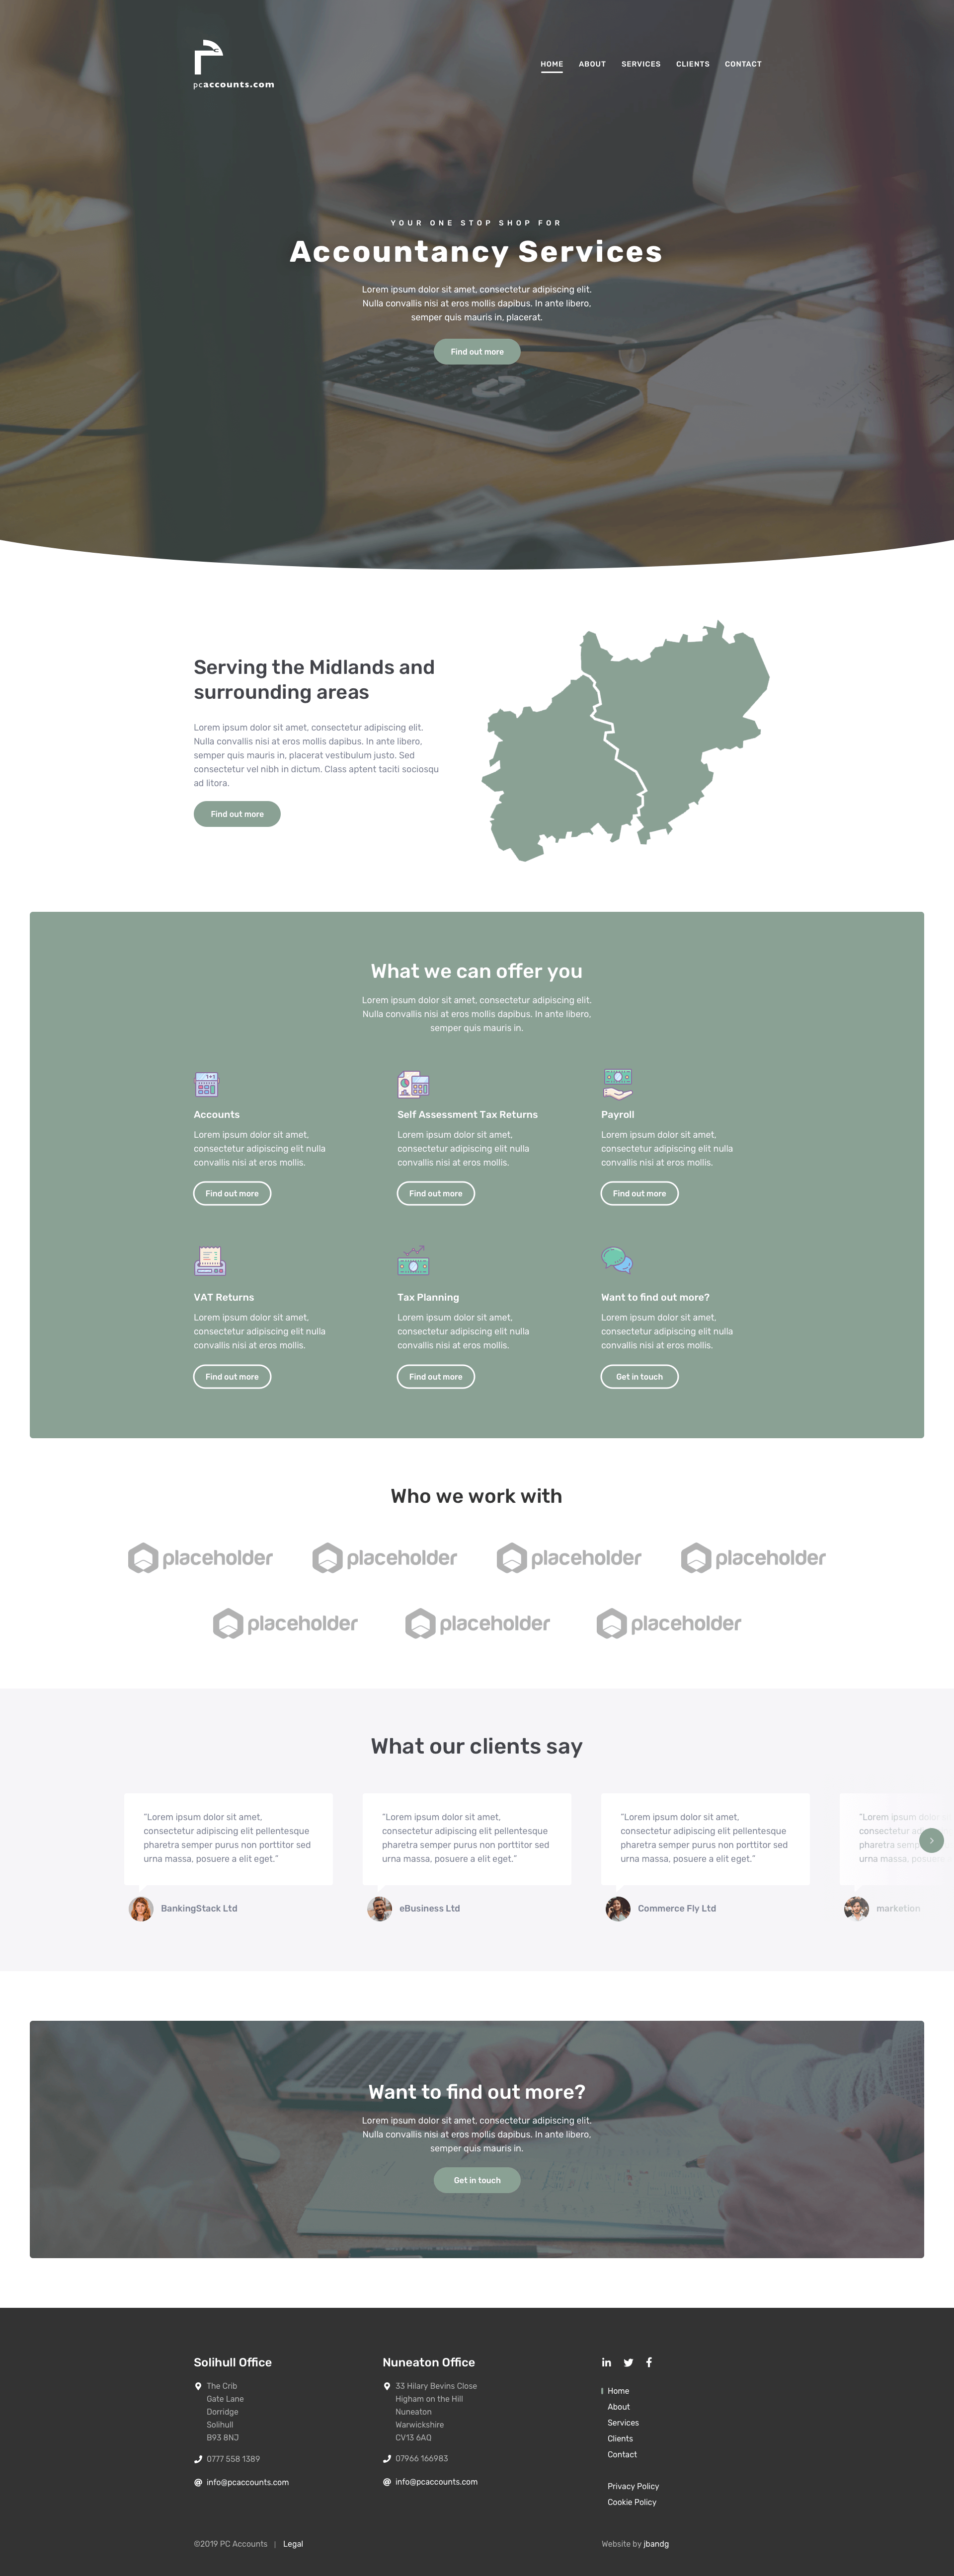 pcaccounts.com
HOME ABOUT SERVICES CLIENTS CONTACT
YOUR ONE STOP SHOP FOR
Accountancy Services
Lorem ipsum dolor sit amet, consectetur adipiscing elit.
Nulla convallis nisi at eros mollis dapibus. In ante libero,
semper quis mauris in, placerat.
Find out more
Serving the Midlands and
surrounding areas
Lorem ipsum dolor sit amet, consectetur adipiscing elit.
Nulla convallis nisi at eros mollis dapibus. In ante libero,
semper quis mauris in, placerat vestibulum justo. Sed
consectetur vel nibh in dictum. Class aptent taciti sociosqu
ad litora.
Find out more
What we can offer you
Lorem ipsum dolor sit amet, consectetur adipiscing elit.
Nulla convallis nisi at eros mollis dapibus. In ante libero,
semper quis mauris in.
Accounts
Lorem ipsum dolor sit amet,
consectetur adipiscing elit nulla
convallis nisi at eros mollis.
Find out more
Self Assessment Tax Returns
Lorem ipsum dolor sit amet,
consectetur adipiscing elit nulla
convallis nisi at eros mollis.
Find out more
Payroll
Lorem ipsum dolor sit amet,
consectetur adipiscing elit nulla
convallis nisi at eros mollis.
Find out more
VAT Returns
Lorem ipsum dolor sit amet,
consectetur adipiscing elit nulla
convallis nisi at eros mollis.
Find out more
Tax Planning
Lorem ipsum dolor sit amet,
consectetur adipiscing elit nulla
convallis nisi at eros mollis.
Find out more
Want to find out more?
Lorem ipsum dolor sit amet,
consectetur adipiscing elit nulla
convallis nisi at eros mollis.
Get in touch
Who we work with
placeholder placeholder placeholder placeholder
placeholder placeholder placeholder
What our clients say
"Lorem ipsum dolor sit amet,
consectetur adipiscing elit pellentesque
pharetra semper purus non porttitor sed
urna massa, posuere a elit eget."
BankingStack Ltd
"Lorem ipsum dolor sit amet,
consectetur adipiscing elit pellentesque
pharetra semper purus non porttitor sed
urna massa, posuere a elit eget."
eBusiness Ltd
"Lorem ipsum dolor sit amet,
consectetur adipiscing elit pellentesque
pharetra semper purus non porttitor sed
urna massa, posuere a elit eget."
Commerce Fly Ltd
"Lorem ipsum
consectetur
pharetra
urna massa,
marketion
Want to find out more?
Lorem ipsum dolor sit amet, consectetur adipiscing elit.
Nulla convallis nisi at eros mollis dapibus. In ante libero,
semper quis mauris in.
Get in touch
Solihull Office
The Crib
Gate Lane
Dorridge
Solihull
B93 8NJ
0777 558 1389
info@pcaccounts.com
Nuneaton Office
33 Hilary Bevins Close
Higham on the Hill
Nuneaton
Warwickshire
CV13 6AQ
07966 166983
info@pcaccounts.com
Home
About
Services
Clients
Contact
Privacy Policy
Cookie Policy
©2019 PC Accounts | Legal
Website by jbandg